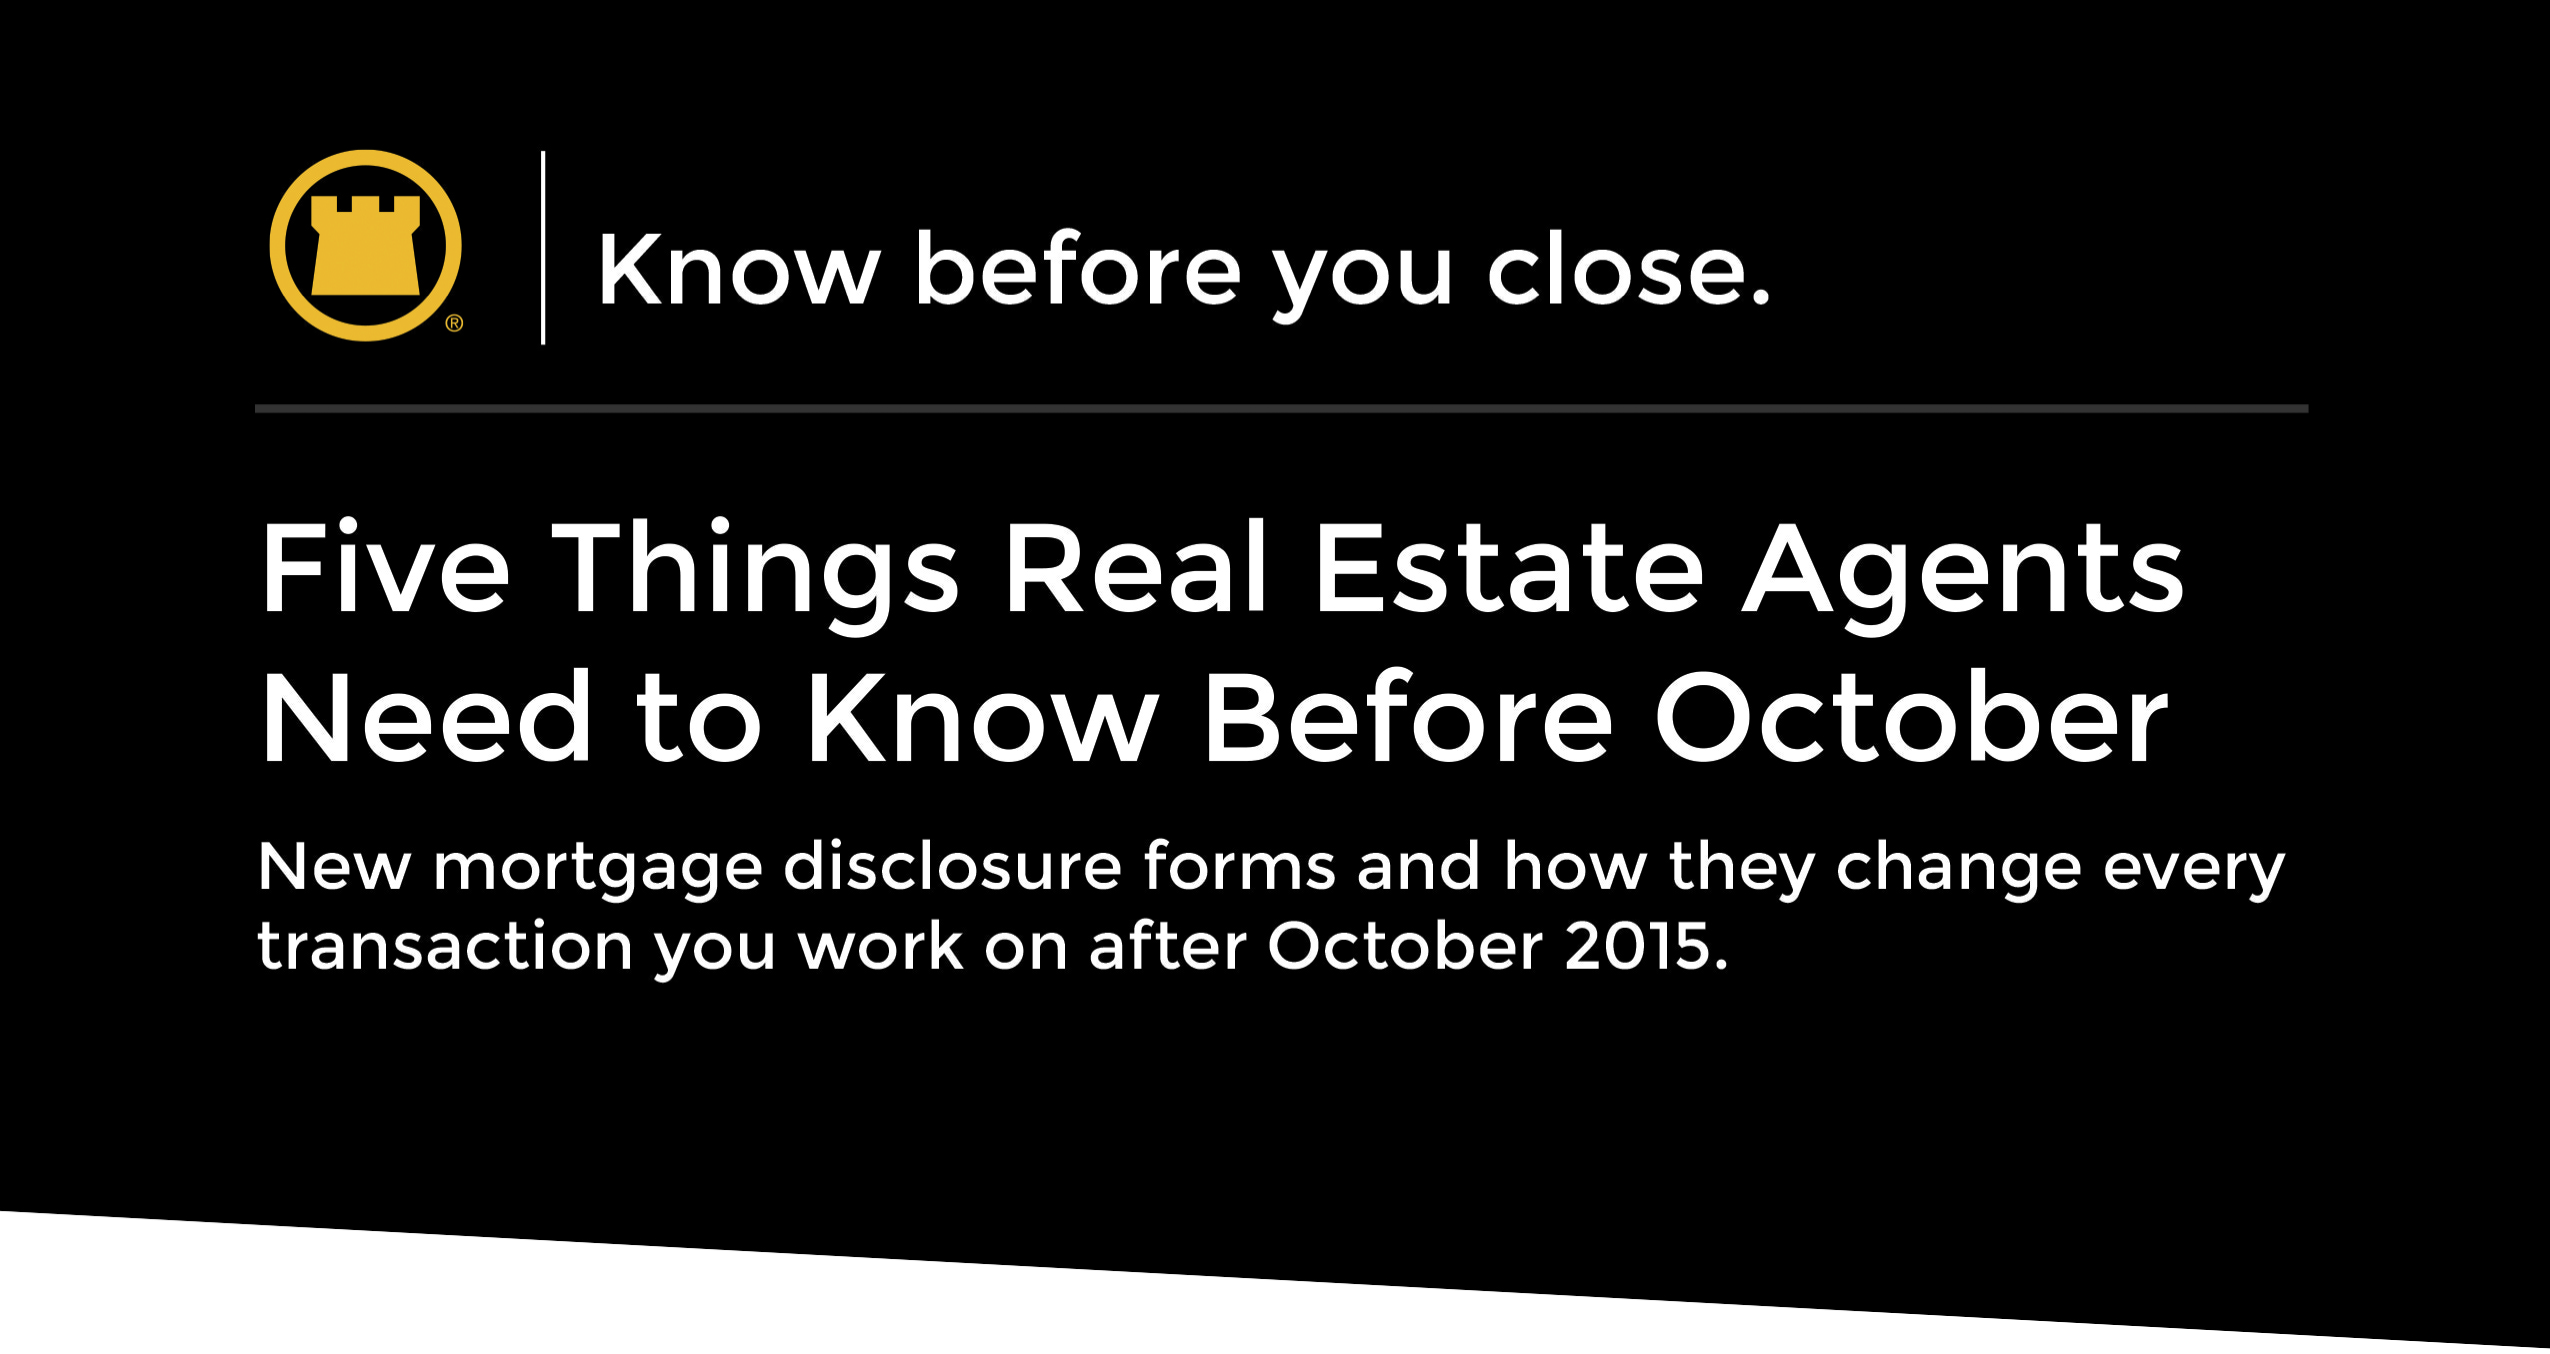 ®
Know before you close.
Five Things Real Estate Agents
Need to Know Before October
New mortgage disclosure forms and how they change every
transaction you work on after October 2015.